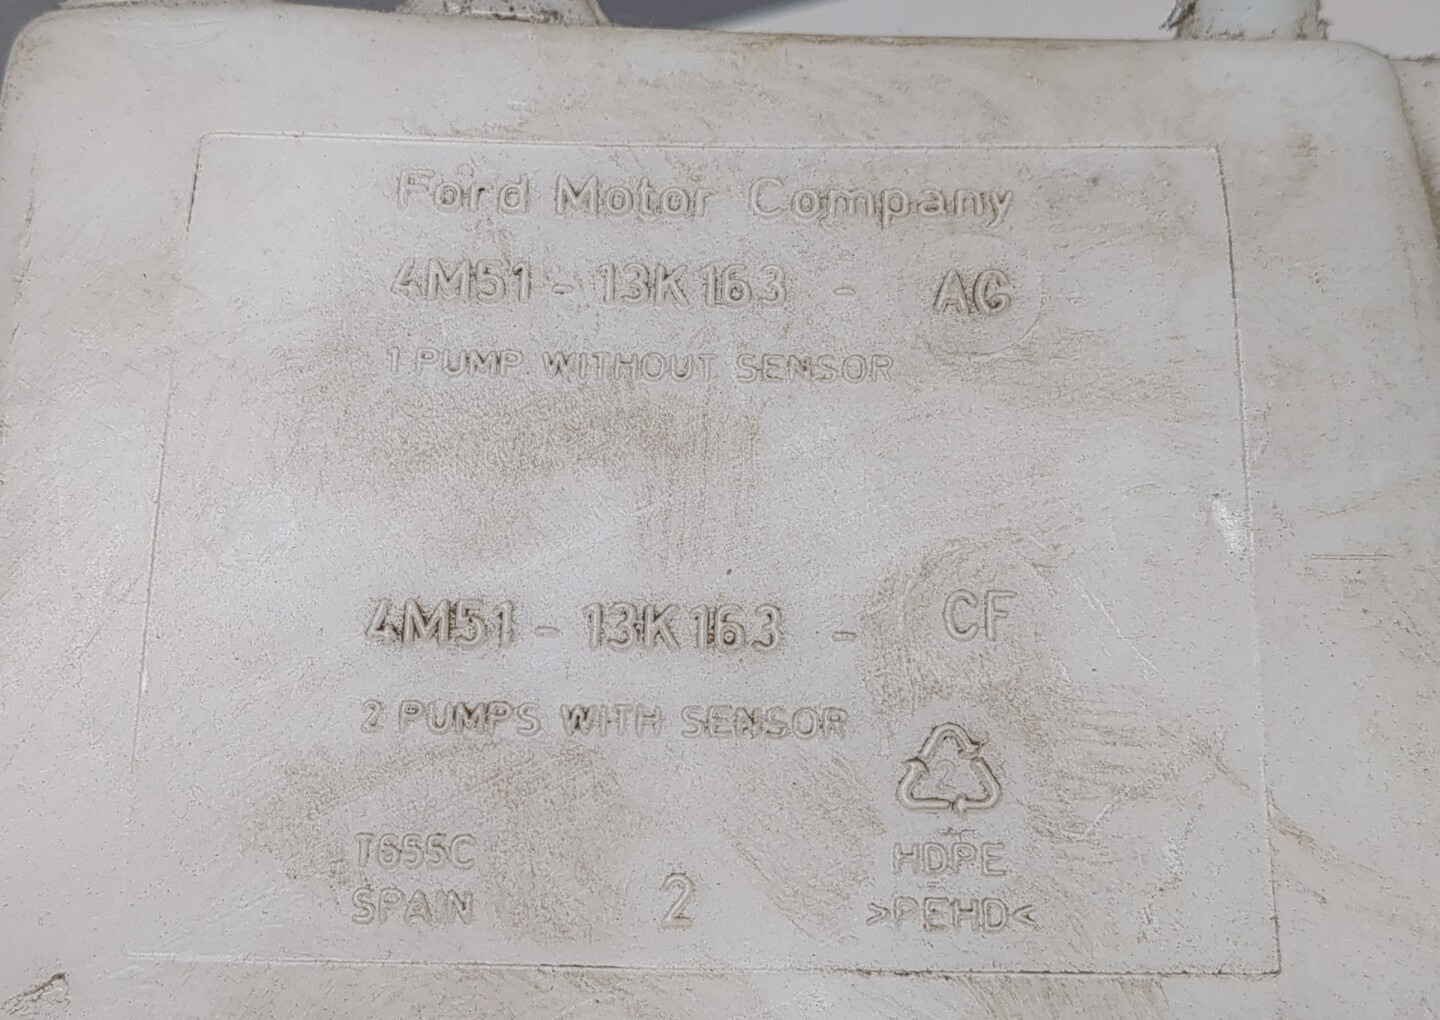 Ford Motor Company
4M51 - 13K163 - AG
1 PUMP WITHOUT SENSOR
4M51 - 13K163 - CF
2 PUMPS WITH SENSOR
2
T655C
HDPE
SPAIN
2
>PEHD<